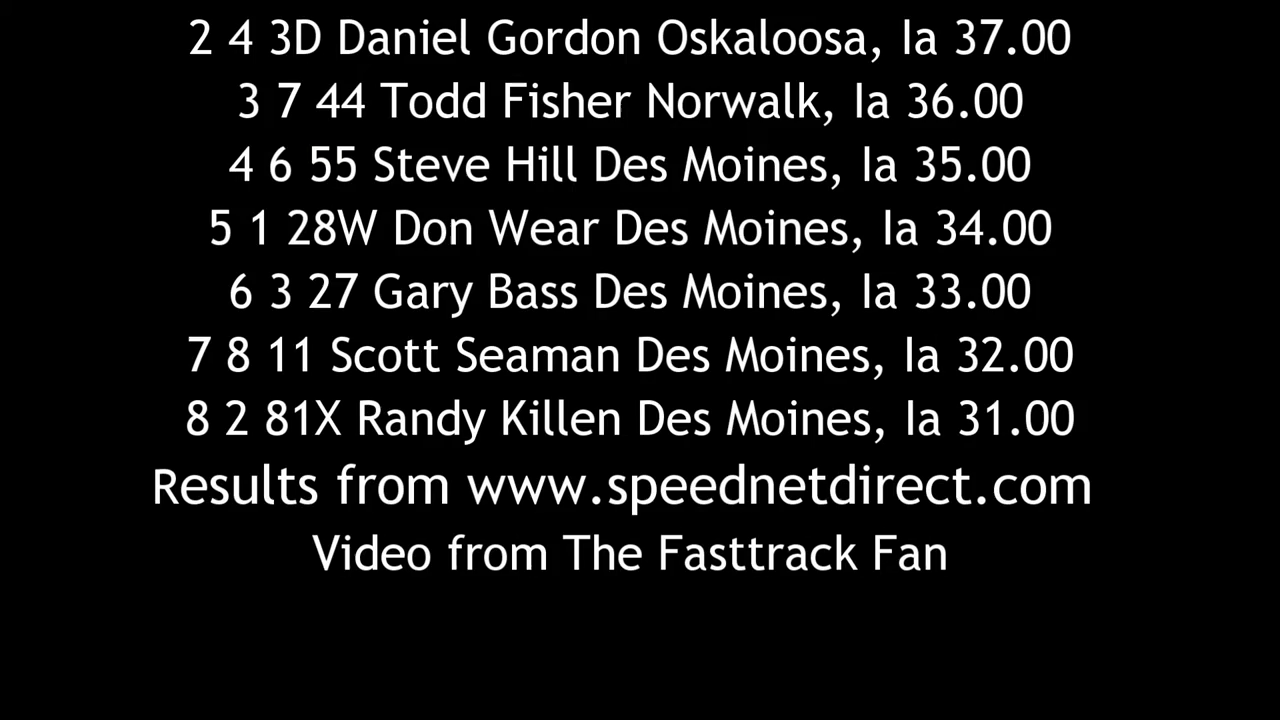 2 4 3D Daniel Gordon Oskaloosa, Ia 37.00
3 7 44 Todd Fisher Norwalk, Ia 36.00
4 6 55 Steve Hill Des Moines, Ia 35.00
5 1 28W Don Wear Des Moines, Ia 34.00
6 3 27 Gary Bass Des Moines, Ia 33.00
7 8 11 Scott Seaman Des Moines, Ia 32.00
8 2 81X Randy Killen Des Moines, Ia 31.00
Results from www.speednetdirect.com
Video from The Fasttrack Fan